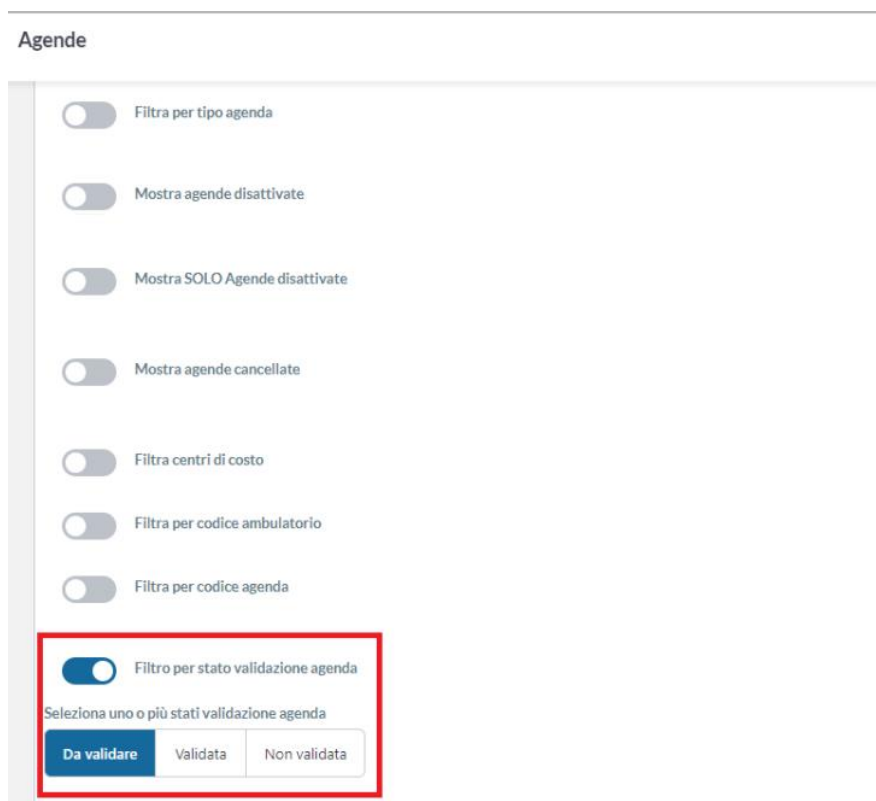 Agende
Filtra per tipo agenda
Mostra agende disattivate
Mostra SOLO Agende disattivate
Mostra agende cancellate
Filtra centri di costo
Filtra per codice ambulatorio
Filtra per codice agenda
Filtro per stato validazione agenda
Seleziona uno o più stati validazione agenda
Da validare Validata Non validata